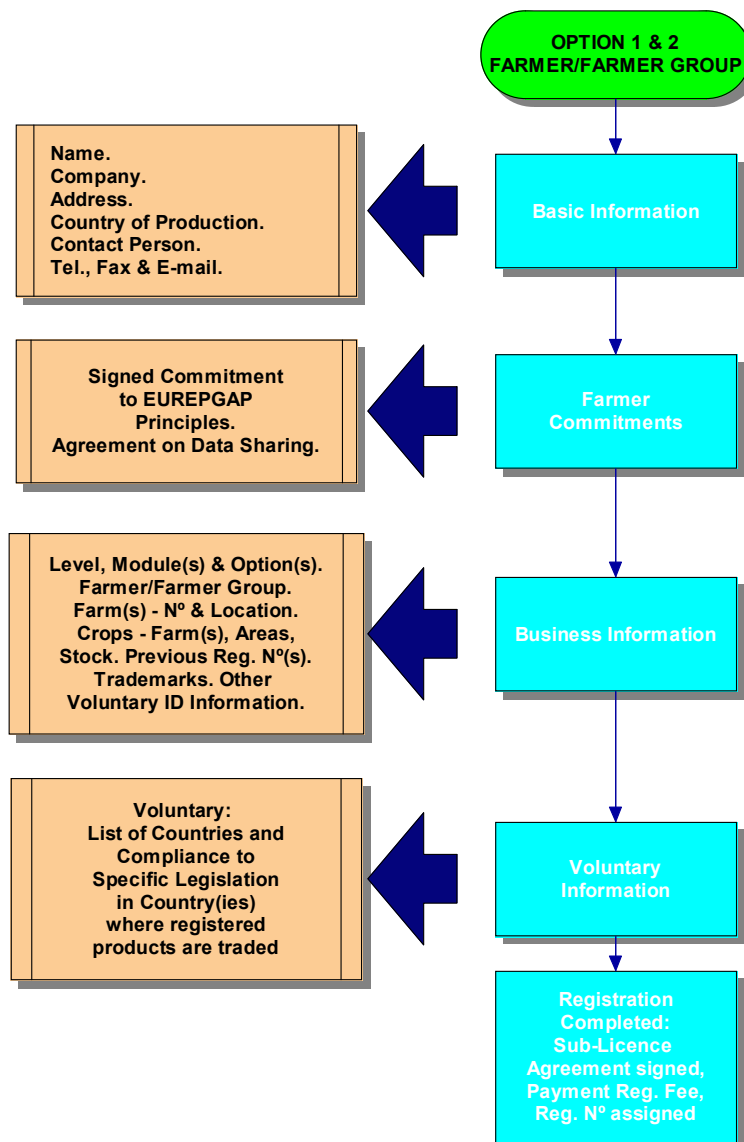 OPTION 1 & 2
FARMER/FARMER GROUP
Name.
Company.
Address.
Country of Production.
Contact Person.
Tel., Fax & E-mail.
Basic Information
Signed Commitment
to EUREPGAP
Principles.
Agreement on Data Sharing.
Farmer
Commitments
Level, Module(s) & Option(s).
Farmer/Farmer Group.
Farm(s) - Nº & Location.
Crops - Farm(s), Areas,
Stock. Previous Reg. Nº(s).
Trademarks. Other
Voluntary ID Information.
Business Information
Voluntary:
List of Countries and
Compliance to
Specific Legislation
in Country(ies)
where registered
products are traded
Voluntary
Information
Registration
Completed:
Sub-Licence
Agreement signed,
Payment Reg. Fee,
Reg. Nº assigned